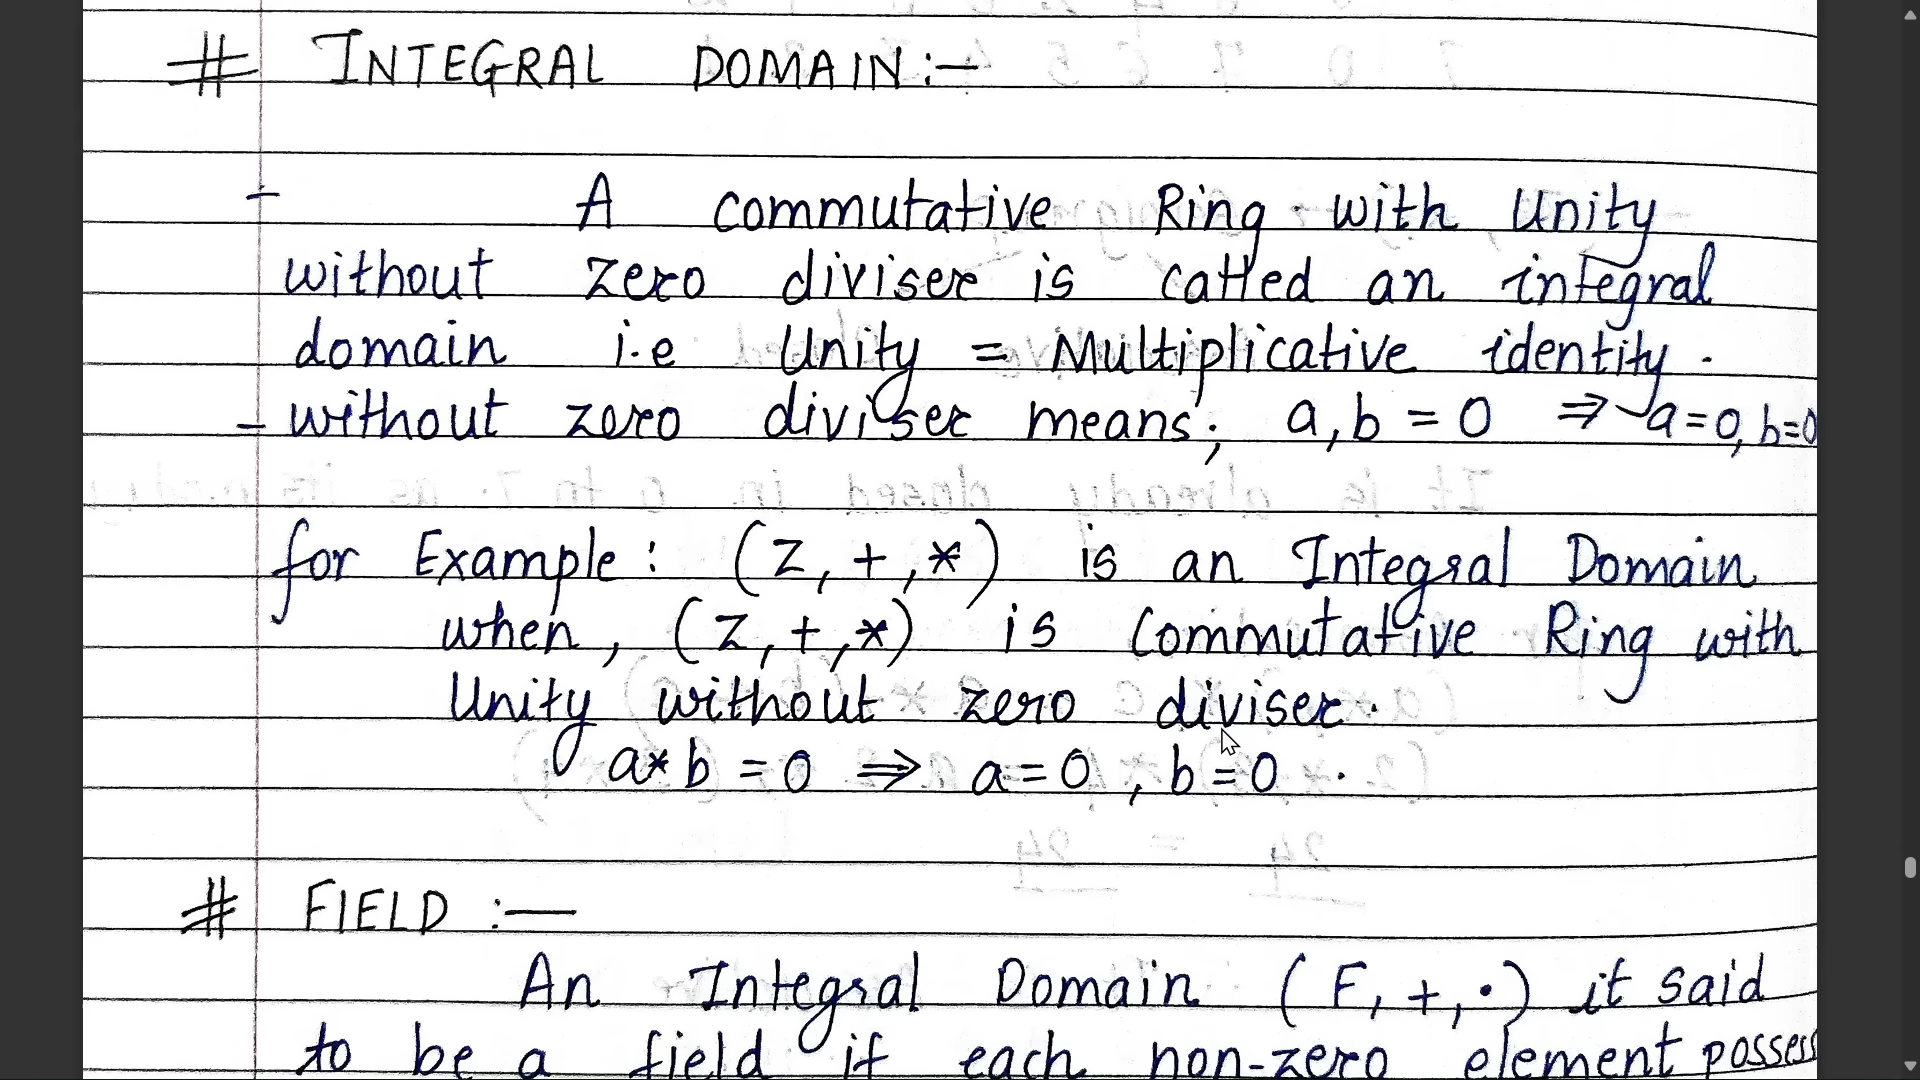 # INTEGRAL DOMAIN :-
- A commutative Ring with Unity
without zero diviser is called an integral
domain i.e Unity = Multiplicative identity.
- without zero diviser means; a,b = 0 ⇒ a=0, b=0
for Example: (Z, +, *) is an Integral Domain
when, (Z, +, *) is Commutative Ring with
Unity without zero diviser.
a* b = 0 ⇒ a = 0 , b = 0 .
# FIELD :—
An Integral Domain (F, +, •) it said
to be a field if each non-zero element possess